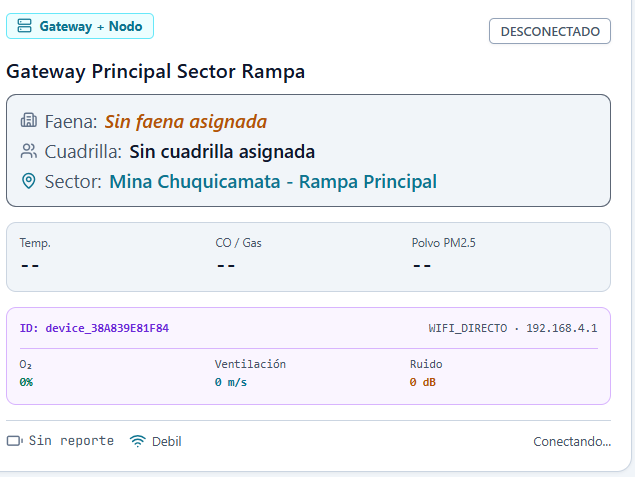 Gateway + Nodo
DESCONECTADO
Gateway Principal Sector Rampa
Faena: Sin faena asignada
Cuadrilla: Sin cuadrilla asignada
Sector: Mina Chuquicamata - Rampa Principal
Temp. CO / Gas Polvo PM2.5
-- -- --
ID: device_38A839E81F84 WIFI_DIRECTO · 192.168.4.1
O₂ Ventilación Ruido
0% 0 m/s 0 dB
Sin reporte Debil Conectando...